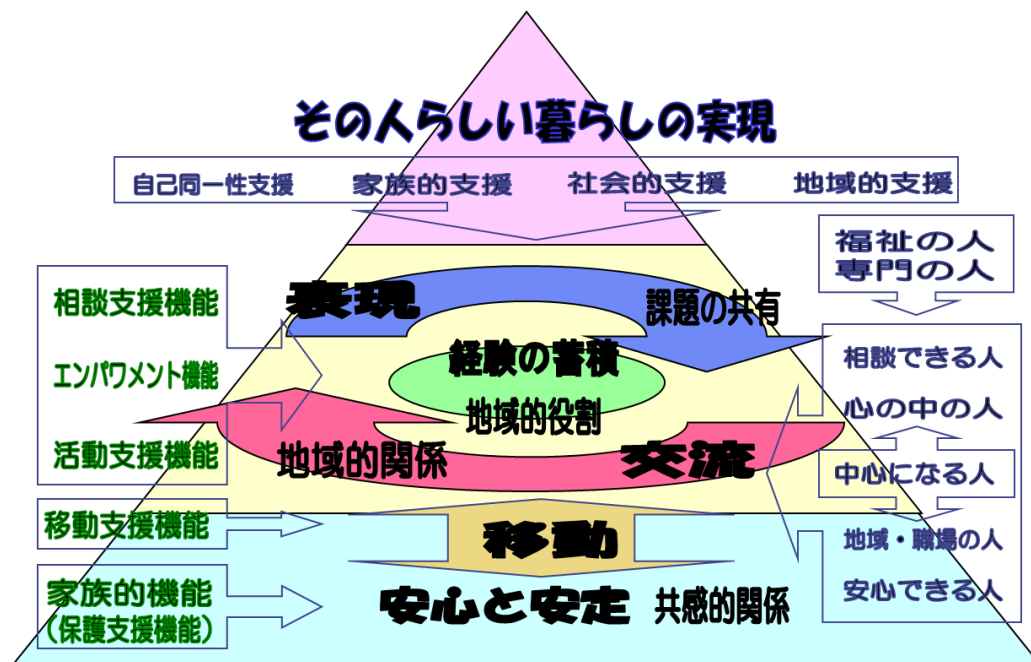 その人らしい暮らしの実現
自己同一性支援 家族的支援 社会的支援 地域的支援
福祉の人
専門の人
相談支援機能
エンパワメント機能
活動支援機能
移動支援機能
家族的機能
(保護支援機能)
表現
課題の共有
経験の蓄積
地域的役割
地域的関係
交流
移動
安心と安走 共感的関係
相談できる人
心の中の人
中心になる人
地域・職場の人
安心できる人